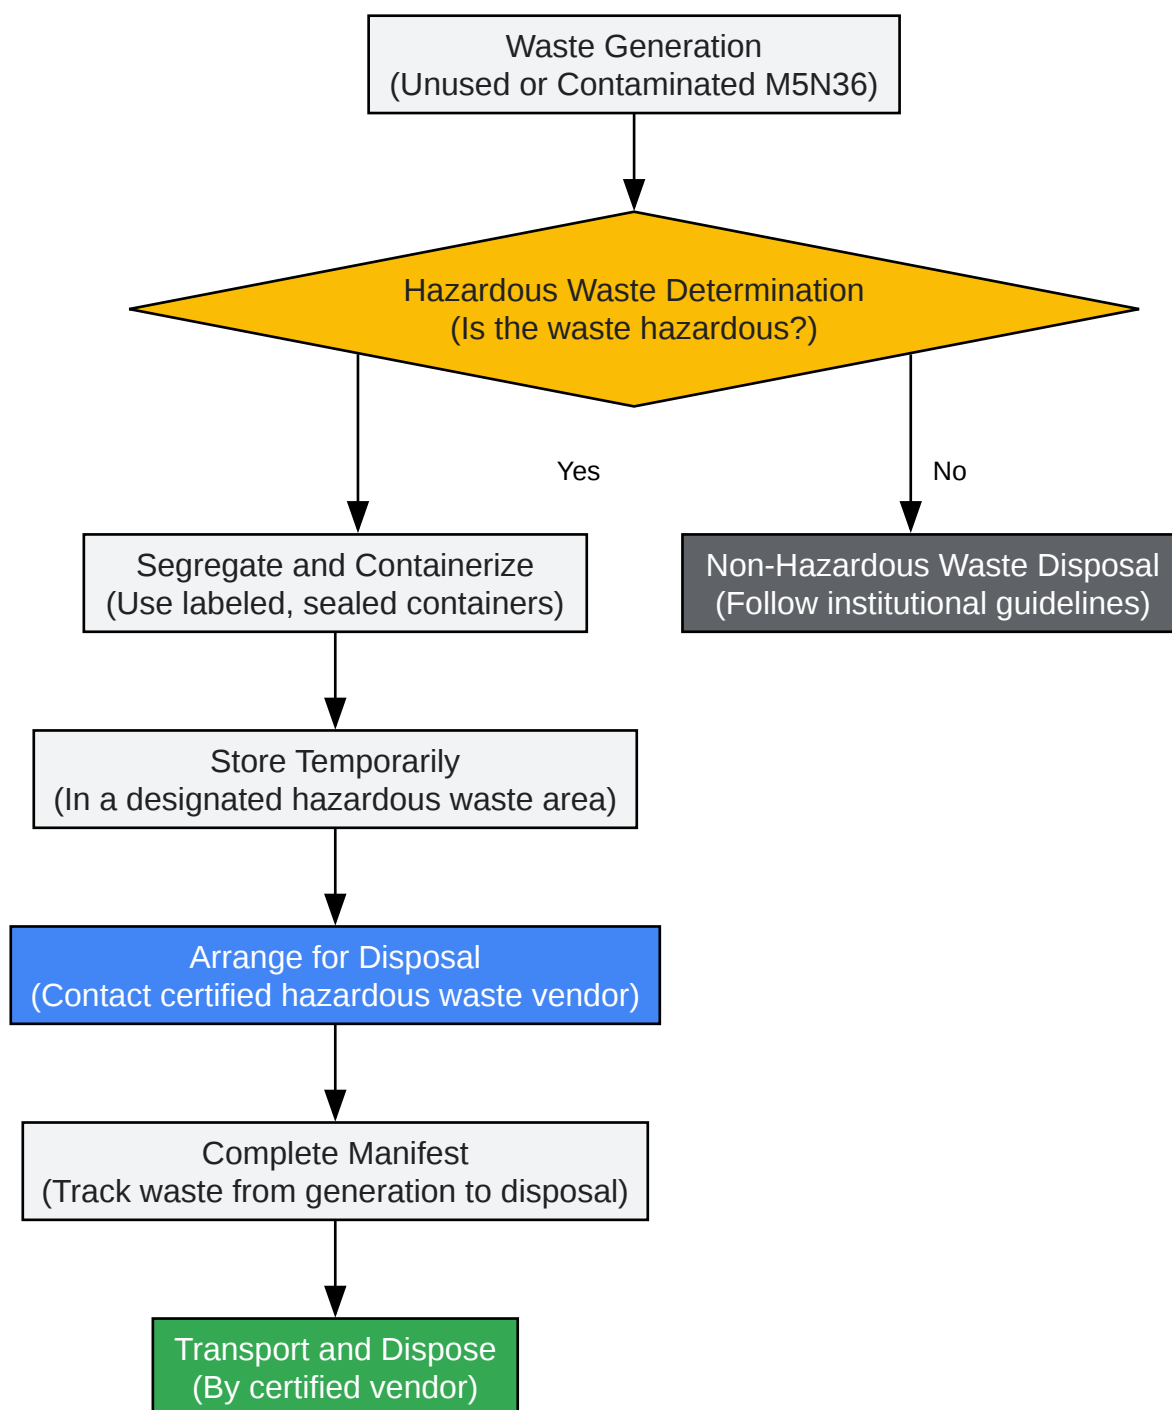 Waste Generation
(Unused or Contaminated M5N36)
Hazardous Waste Determination
(Is the waste hazardous?)
Yes
No
Segregate and Containerize
(Use labeled, sealed containers)
Non-Hazardous Waste Disposal
(Follow institutional guidelines)
Store Temporarily
(In a designated hazardous waste area)
Arrange for Disposal
(Contact certified hazardous waste vendor)
Complete Manifest
(Track waste from generation to disposal)
Transport and Dispose
(By certified vendor)